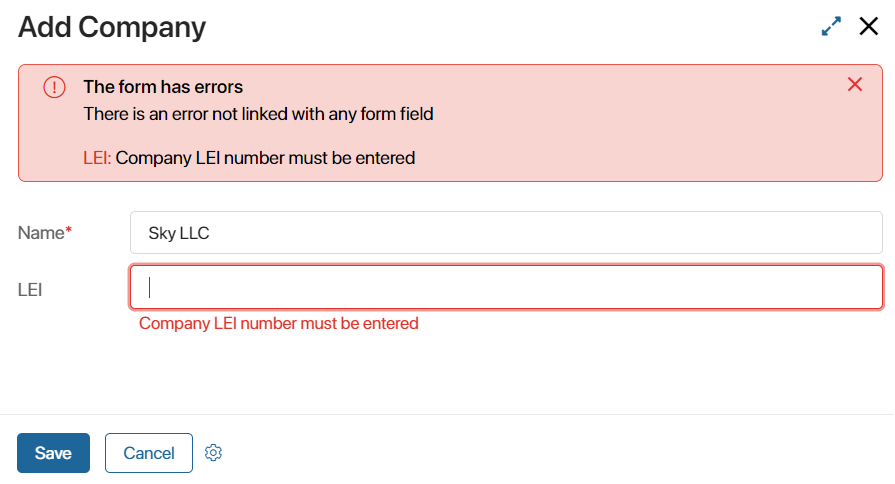 Add Company
The form has errors
There is an error not linked with any form field
LEI: Company LEI number must be entered
Name*
Sky LLC
LEI
Company LEI number must be entered
Save
Cancel